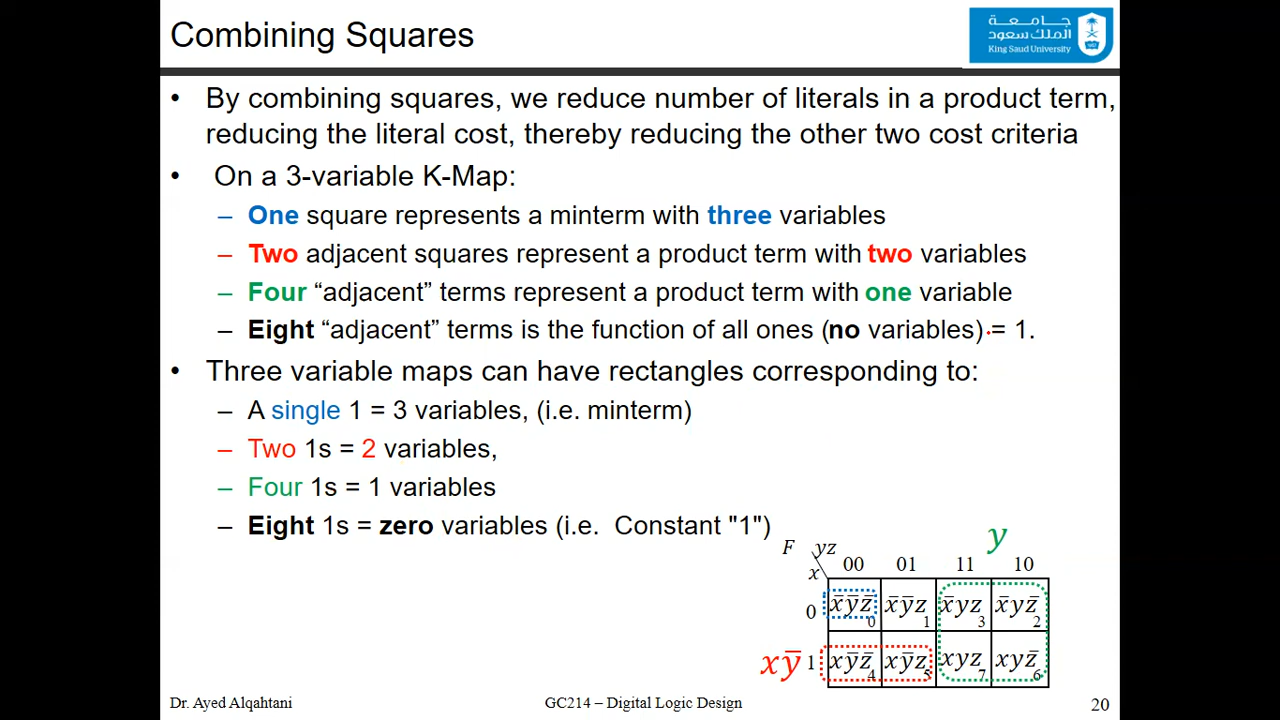 Combining Squares
جامعة
الملك سعود
King Saud University
• By combining squares, we reduce number of literals in a product term,
reducing the literal cost, thereby reducing the other two cost criteria
• On a 3-variable K-Map:
– One square represents a minterm with three variables
– Two adjacent squares represent a product term with two variables
– Four “adjacent” terms represent a product term with one variable
– Eight “adjacent” terms is the function of all ones (no variables) = 1.
• Three variable maps can have rectangles corresponding to:
– A single 1 = 3 variables, (i.e. minterm)
– Two 1s = 2 variables,
– Four 1s = 1 variables
– Eight 1s = zero variables (i.e. Constant "1")
y
F yz
x 00 01 11 10
0 x̄ȳz̄ 0 x̄ȳz 1 x̄yz 3 x̄yz̄ 2
xȳ 1 xȳz̄ 4 xȳz 5 xyz 7 xyz̄ 6
Dr. Ayed Alqahtani GC214 – Digital Logic Design 20